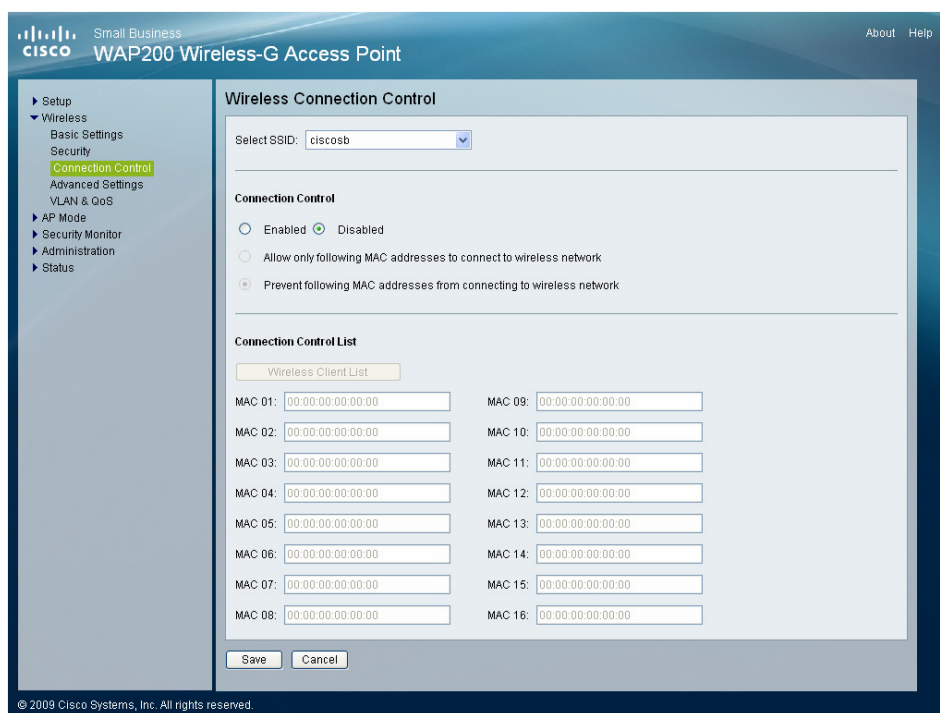 Small Business
CISCO WAP200 Wireless-G Access Point
About Help
Setup
Wireless
Basic Settings
Security
Connection Control
Advanced Settings
VLAN & QoS
AP Mode
Security Monitor
Administration
Status
Wireless Connection Control
Select SSID: ciscosb
Connection Control
Enabled Disabled
Allow only following MAC addresses to connect to wireless network
Prevent following MAC addresses from connecting to wireless network
Connection Control List
Wireless Client List
MAC 01: 00:00:00:00:00:00 MAC 09: 00:00:00:00:00:00
MAC 02: 00:00:00:00:00:00 MAC 10: 00:00:00:00:00:00
MAC 03: 00:00:00:00:00:00 MAC 11: 00:00:00:00:00:00
MAC 04: 00:00:00:00:00:00 MAC 12: 00:00:00:00:00:00
MAC 05: 00:00:00:00:00:00 MAC 13: 00:00:00:00:00:00
MAC 06: 00:00:00:00:00:00 MAC 14: 00:00:00:00:00:00
MAC 07: 00:00:00:00:00:00 MAC 15: 00:00:00:00:00:00
MAC 08: 00:00:00:00:00:00 MAC 16: 00:00:00:00:00:00
Save Cancel
© 2009 Cisco Systems, Inc. All rights reserved.